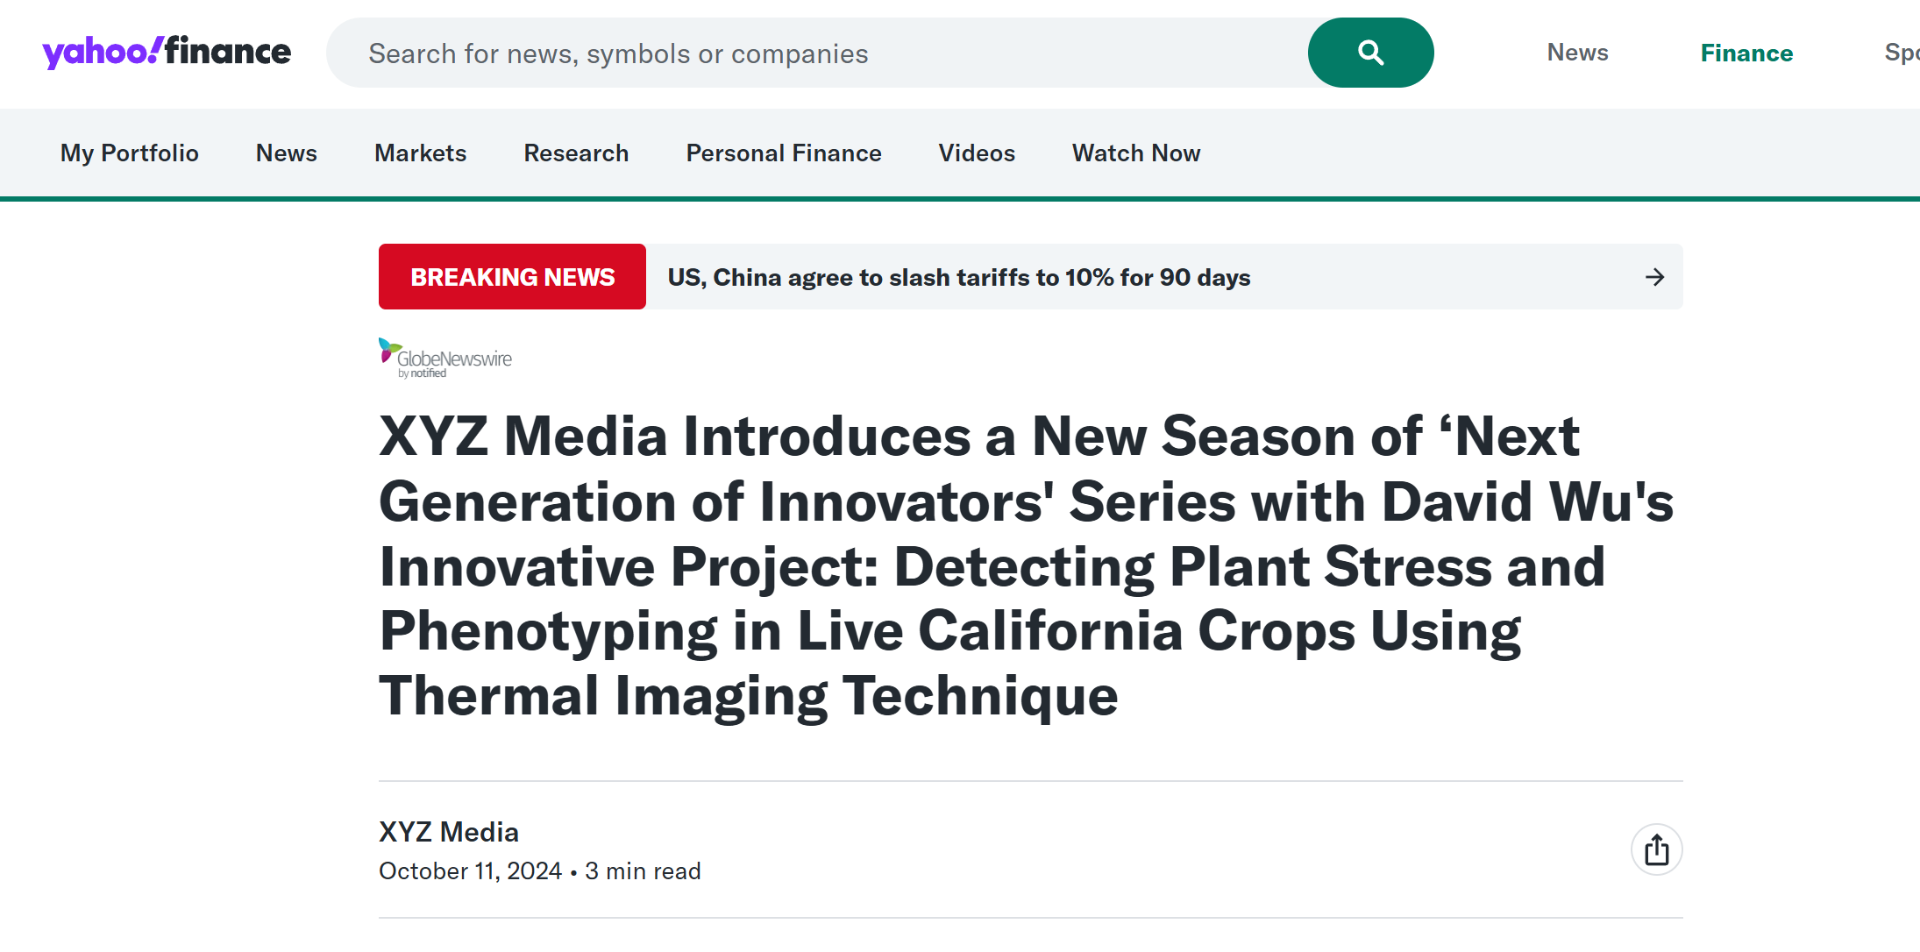 yahoo!finance
Search for news, symbols or companies
News
Finance
My Portfolio
News
Markets
Research
Personal Finance
Videos
Watch Now
BREAKING NEWS
US, China agree to slash tariffs to 10% for 90 days
GlobeNewswire
by notified
XYZ Media Introduces a New Season of ‘Next
Generation of Innovators' Series with David Wu's
Innovative Project: Detecting Plant Stress and
Phenotyping in Live California Crops Using
Thermal Imaging Technique
XYZ Media
October 11, 2024 • 3 min read